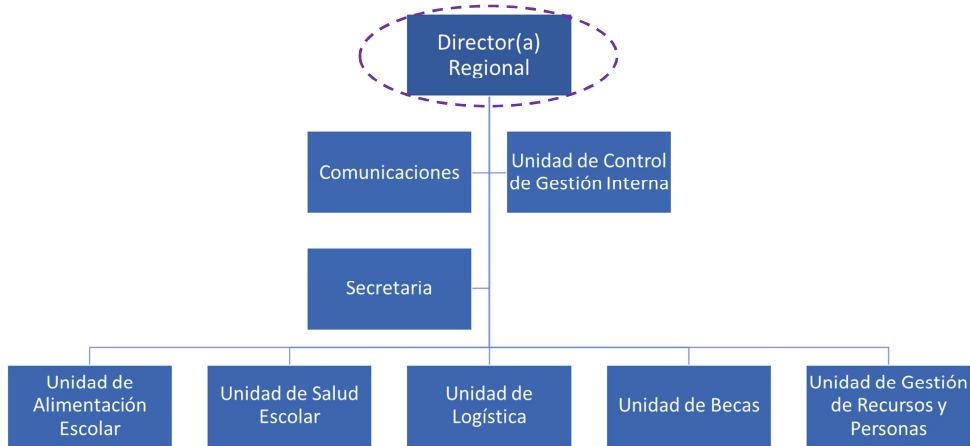 Director(a)
Regional
Comunicaciones
Unidad de Control
de Gestión Interna
Secretaria
Unidad de
Alimentación
Escolar
Unidad de Salud
Escolar
Unidad de
Logística
Unidad de Becas
Unidad de Gestión
de Recursos y
Personas